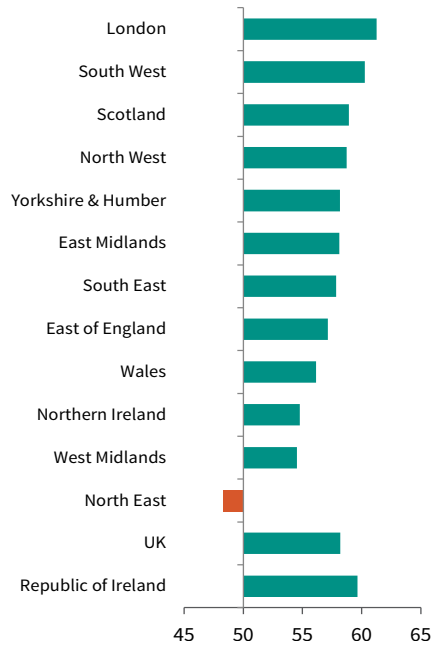 London
South West
Scotland
North West
Yorkshire & Humber
East Midlands
South East
East of England
Wales
Northern Ireland
West Midlands
North East
UK
Republic of Ireland
45 50 55 60 65